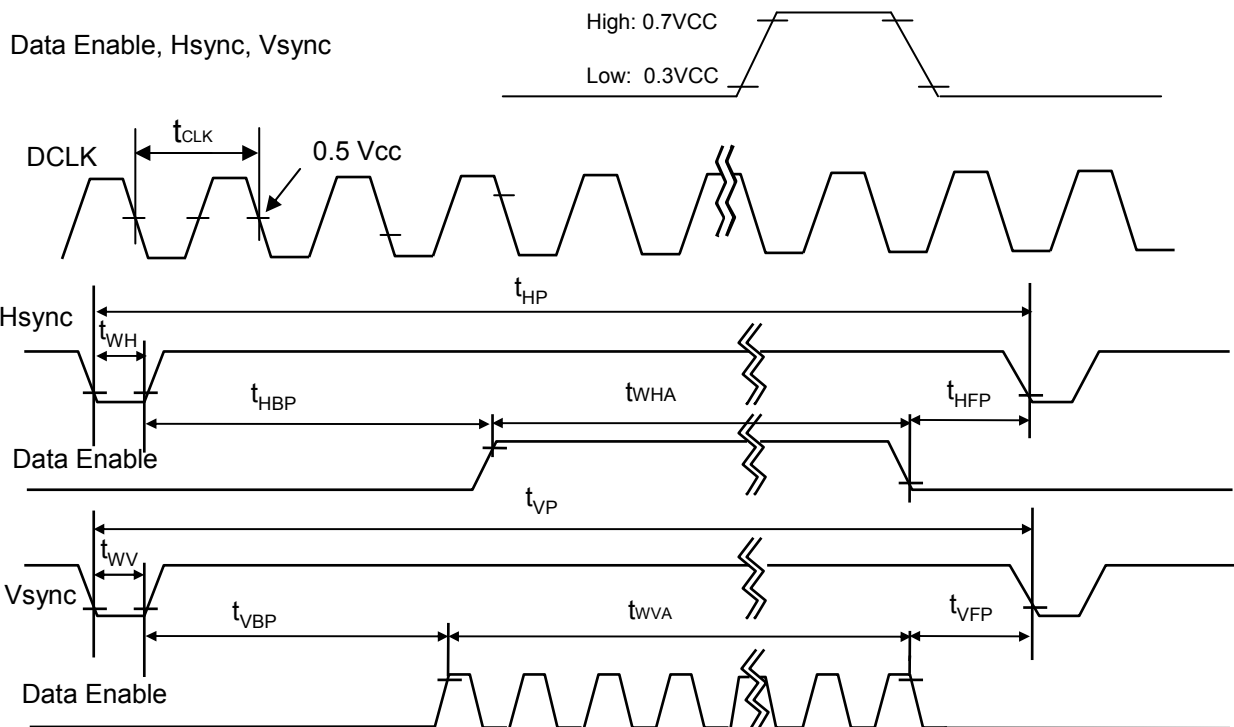 High: 0.7VCC
Data Enable, Hsync, Vsync
Low: 0.3VCC
tCLK
DCLK
0.5 Vcc
tHP
Hsync
tWH
tHBP
tWHA
tHFP
Data Enable
tVP
tWV
Vsync
tVBP
tWVA
tVFP
Data Enable